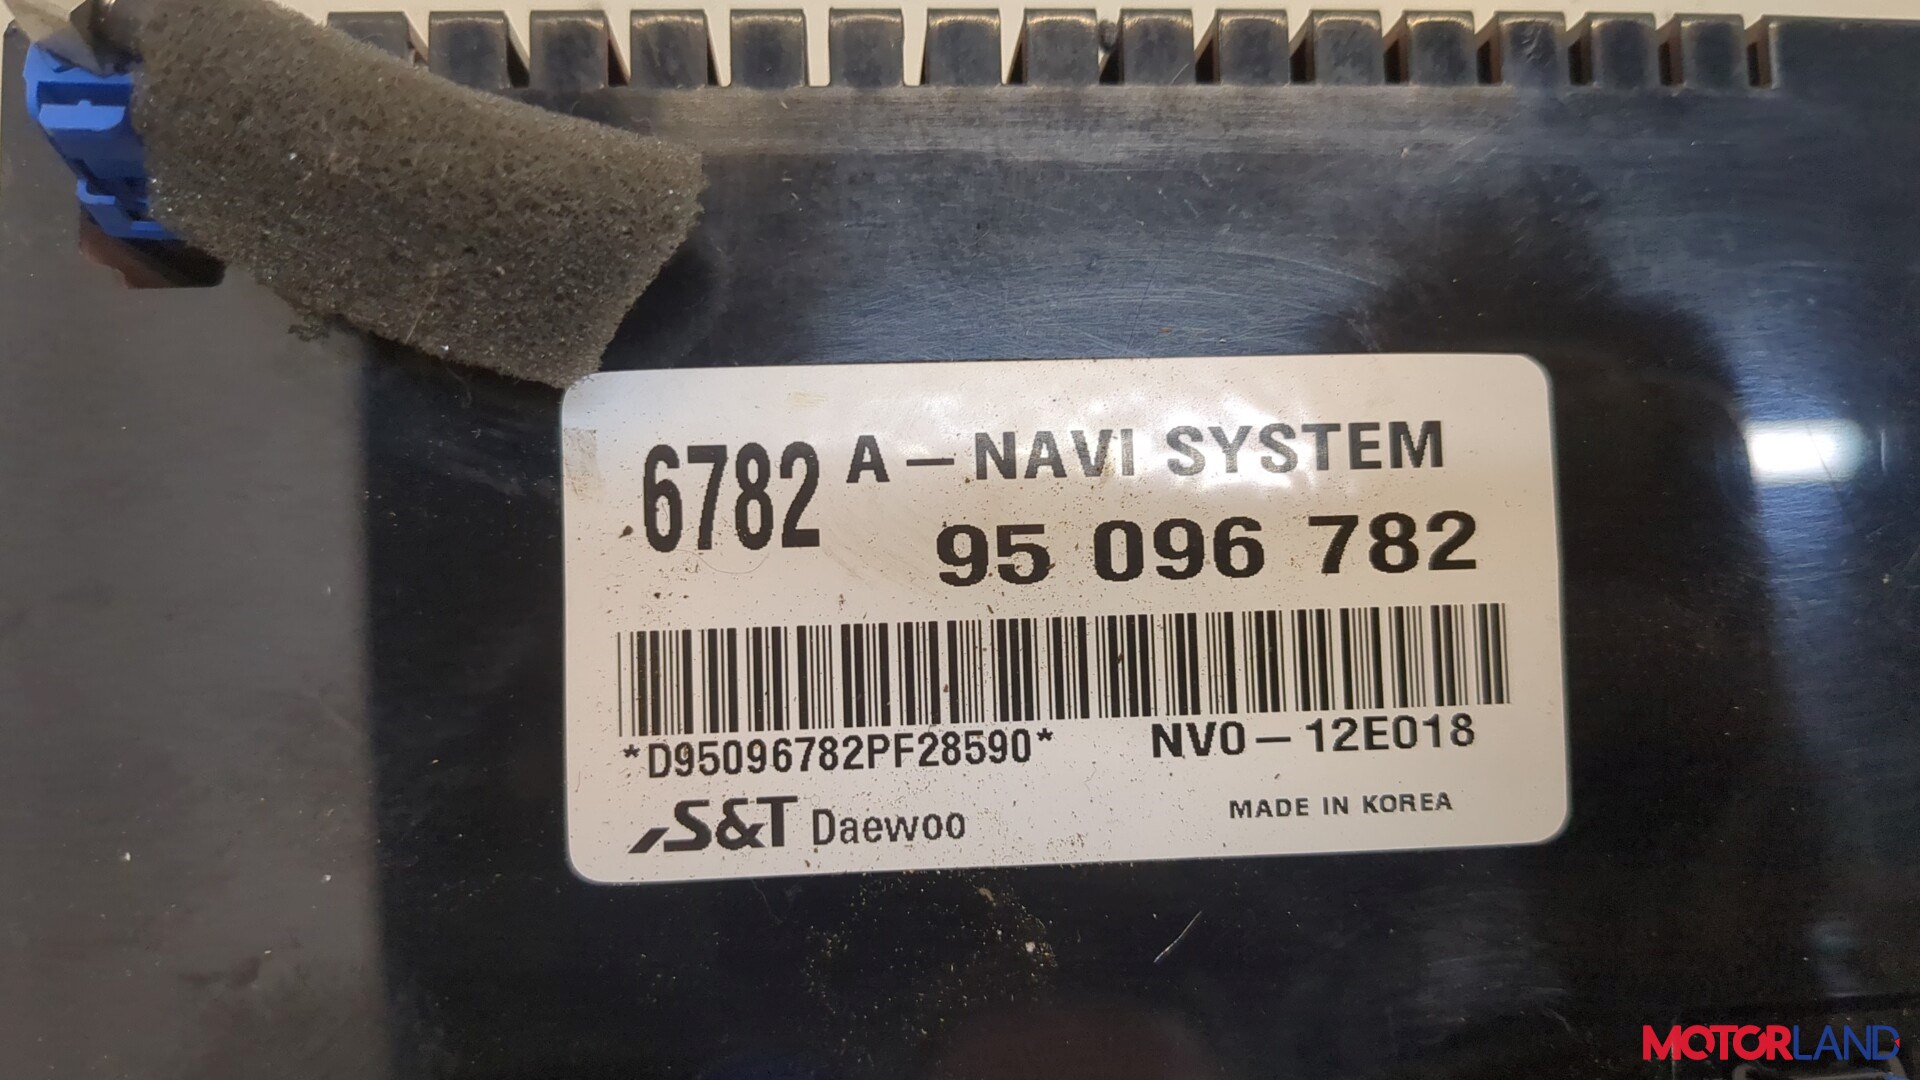 6782 A - NAVI SYSTEM
95 096 782
*D95096782PF28590* NV0-12E018
S&T Daewoo MADE IN KOREA
MOTORLAND